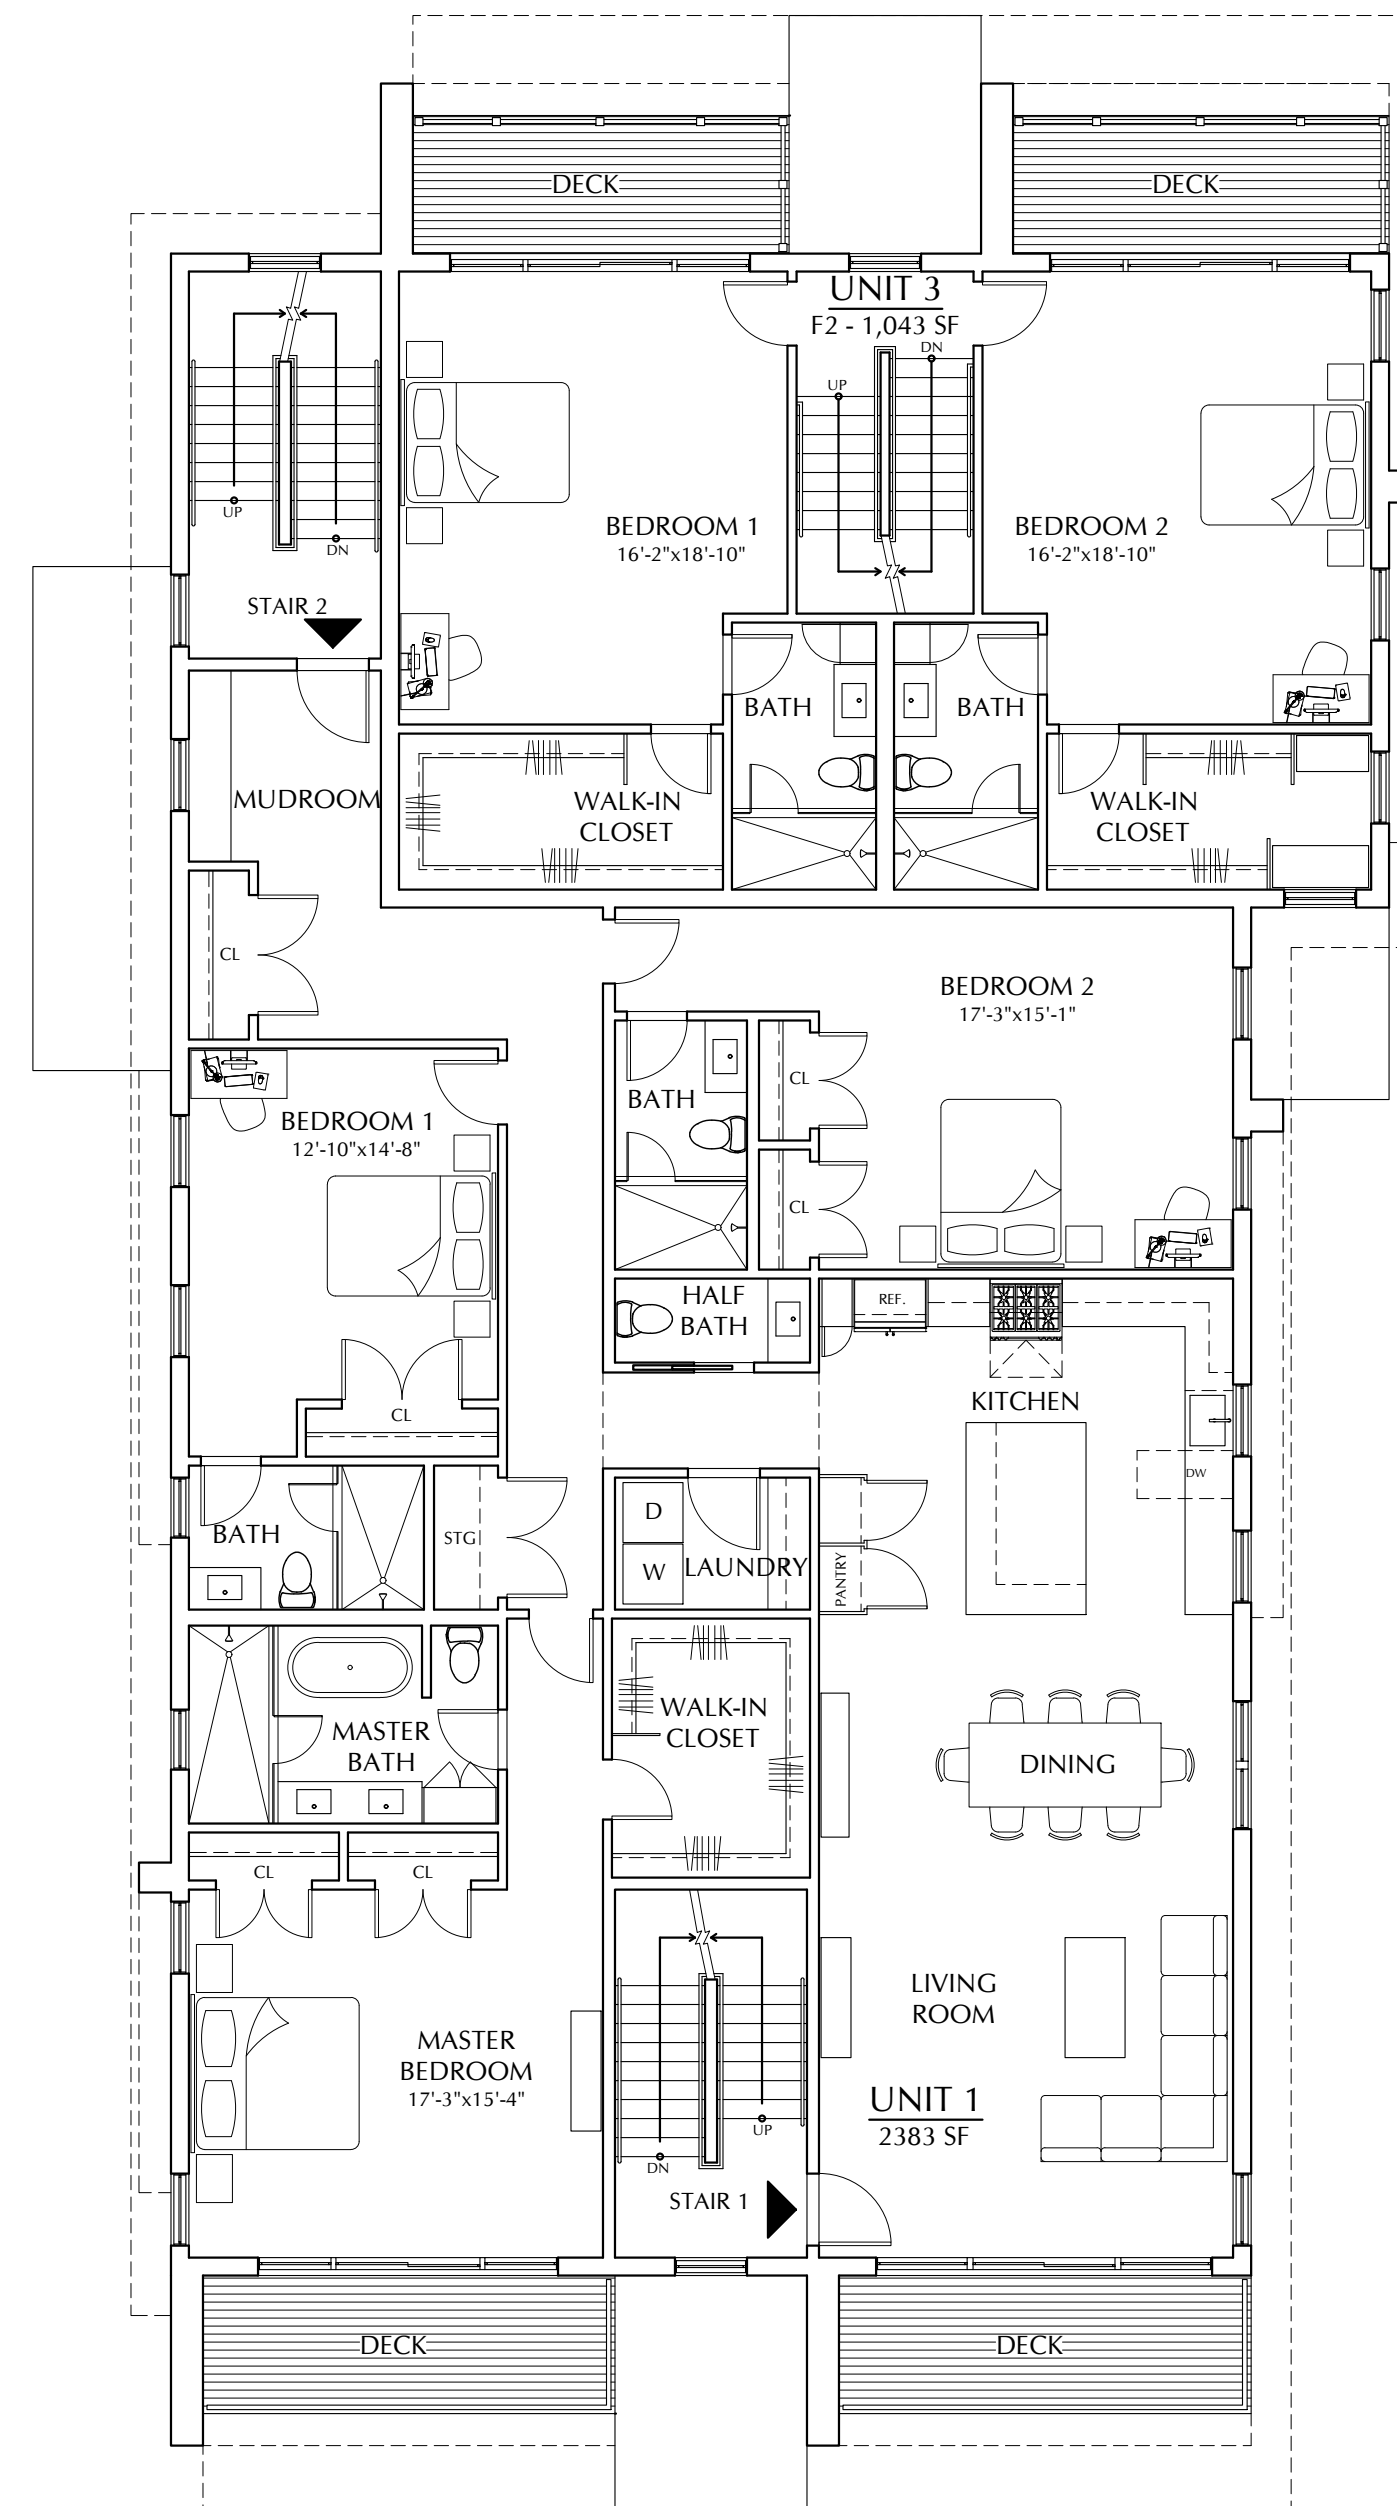 DECK
DECK
UNIT 3
F2 - 1,043 SF
DN
UP
UP
DN
BEDROOM 1
16'-2"x18'-10"
BEDROOM 2
16'-2"x18'-10"
STAIR 2
BATH
BATH
MUDROOM
WALK-IN
CLOSET
WALK-IN
CLOSET
CL
BEDROOM 2
17'-3"x15'-1"
CL
BATH
BEDROOM 1
12'-10"x14'-8"
CL
HALF
BATH
REF.
KITCHEN
CL
DW
D
W
LAUNDRY
PANTRY
BATH
STG
WALK-IN
CLOSET
MASTER
BATH
DINING
CL
CL
LIVING
ROOM
MASTER
BEDROOM
17'-3"x15'-4"
UNIT 1
2383 SF
UP
DN
STAIR 1
DECK
DECK